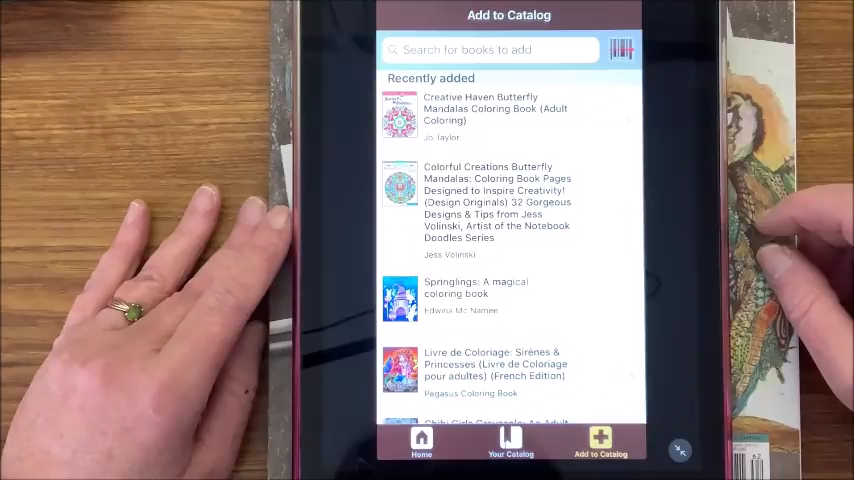 Add to Catalog
Search for books to add
Recently added
Creative Haven Butterfly
Mandalas Coloring Book (Adult
Coloring)
Jo Taylor
Colorful Creations Butterfly
Mandalas: Coloring Book Pages
Designed to Inspire Creativity!
(Design Originals) 32 Gorgeous
Designs & Tips from Jess
Volinski, Artist of the Notebook
Doodles Series
Jess Volinski
Springlings: A magical
coloring book
Edwina Mc Namee
Livre de Coloriage: Sirènes &
Princesses (Livre de Coloriage
pour adultes) (French Edition)
Pegasus Coloring Book
Home
Your Catalog
Add to Catalog